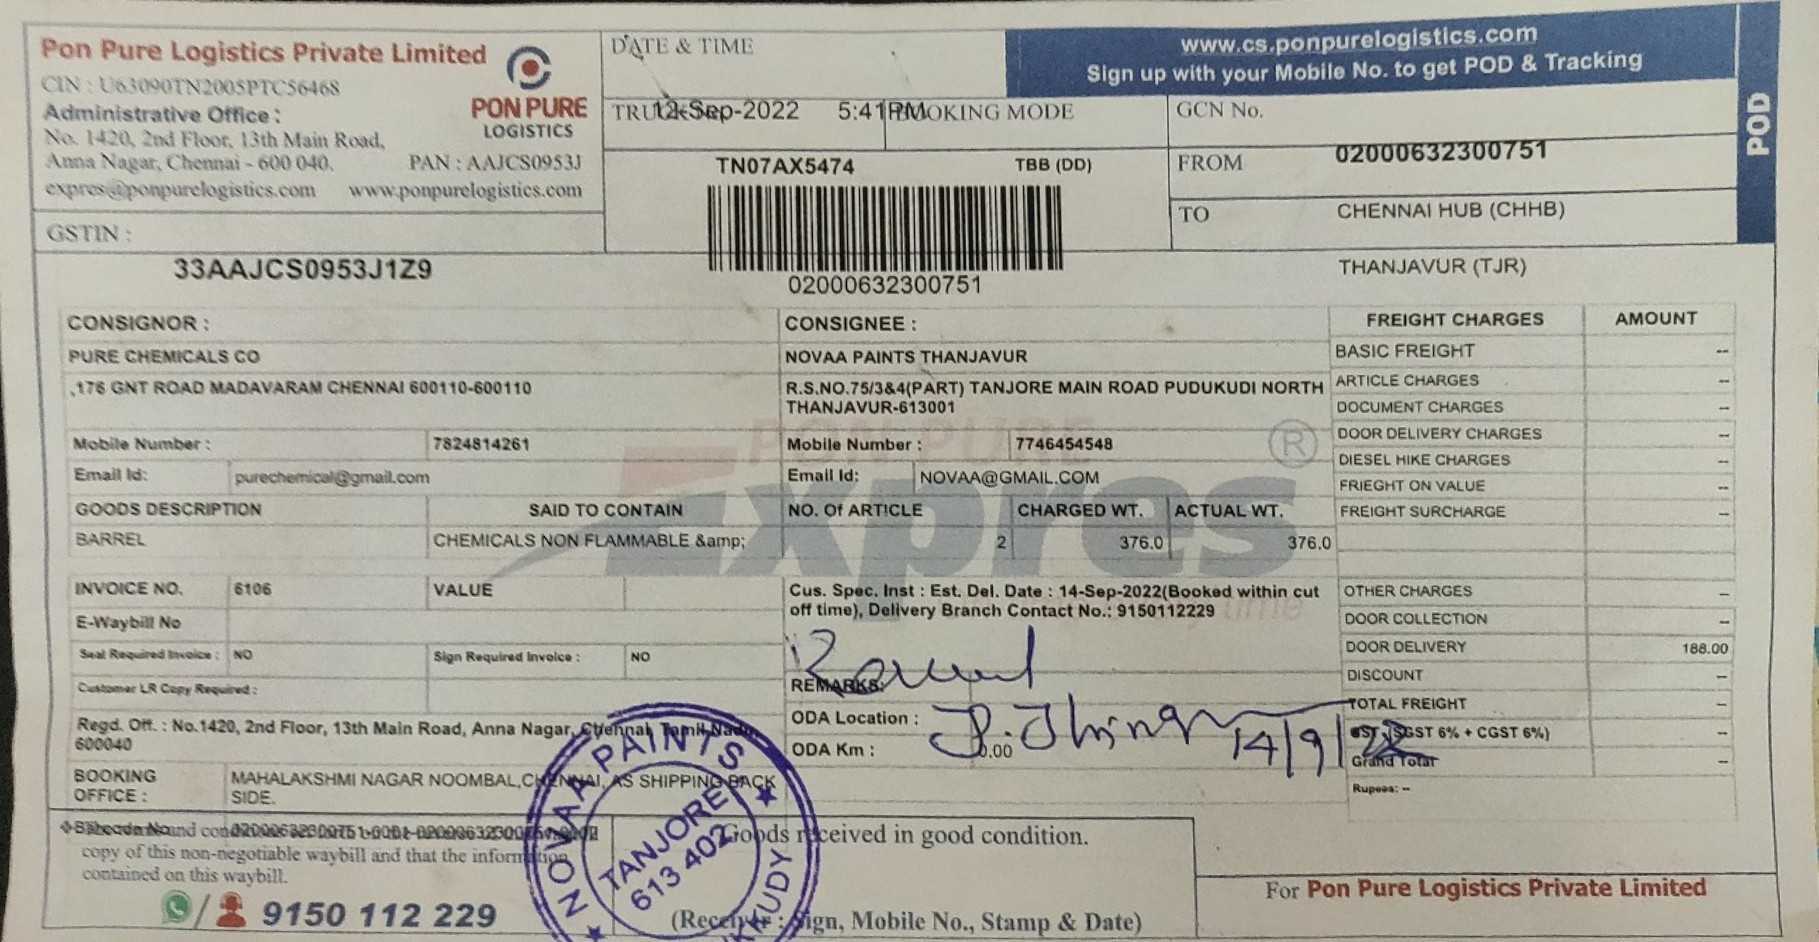 Pon Pure Logistics Private Limited
CIN : U63090TN2005PTC56468
Administrative Office :
No. 1420, 2nd Floor, 13th Main Road,
Anna Nagar, Chennai - 600 040. PAN : AAJCS0953J
expres@ponpurelogistics.com www.ponpurelogistics.com
PON PURE
LOGISTICS
GSTIN :
33AAJCS0953J1Z9
DATE & TIME
12-Sep-2022 5:41PM
BOOKING MODE
TN07AX5474 TBB (DD)
02000632300751
www.cs.ponpurelogistics.com
Sign up with your Mobile No. to get POD & Tracking
POD
GCN No.
02000632300751
FROM
CHENNAI HUB (CHHB)
TO
THANJAVUR (TJR)
CONSIGNOR :
PURE CHEMICALS CO
,176 GNT ROAD MADAVARAM CHENNAI 600110-600110
Mobile Number : 7824814261
Email Id: purechemical@gmail.com
CONSIGNEE :
NOVAA PAINTS THANJAVUR
R.S.NO.75/3&4(PART) TANJORE MAIN ROAD PUDUKUDI NORTH
THANJAVUR-613001
Mobile Number : 7746454548
Email Id: NOVAA@GMAIL.COM
PON PURE
Expres ®
time
GOODS DESCRIPTION SAID TO CONTAIN NO. Of ARTICLE CHARGED WT. ACTUAL WT.
BARREL CHEMICALS NON FLAMMABLE &amp; 2 376.0 376.0
INVOICE NO. 6106 VALUE
E-Waybill No
Seal Required Invoice : NO Sign Required Invoice : NO
Customer LR Copy Required :
Regd. Off. : No.1420, 2nd Floor, 13th Main Road, Anna Nagar, Chennai, Tamil Nadu
600040
BOOKING OFFICE : MAHALAKSHMI NAGAR NOOMBAL,CHENNAI, AS SHIPPING BACK
SIDE.
Cus. Spec. Inst : Est. Del. Date : 14-Sep-2022(Booked within cut
off time), Delivery Branch Contact No.: 9150112229
REMARKS:
ODA Location :
ODA Km : 0.00
14/9/22
FREIGHT CHARGES AMOUNT
BASIC FREIGHT --
ARTICLE CHARGES --
DOCUMENT CHARGES --
DOOR DELIVERY CHARGES --
DIESEL HIKE CHARGES --
FRIEGHT ON VALUE --
FREIGHT SURCHARGE --
OTHER CHARGES --
DOOR COLLECTION --
DOOR DELIVERY 188.00
DISCOUNT --
TOTAL FREIGHT --
GST (SGST 6% + CGST 6%) --
Grand Total --
Rupees: --
copy of this non-negotiable waybill and that the information
contained on this waybill.
9150 112 229
NOVAA PAINTS
TANJORE
613 402
Goods received in good condition.
(Receiver : Sign, Mobile No., Stamp & Date)
For Pon Pure Logistics Private Limited